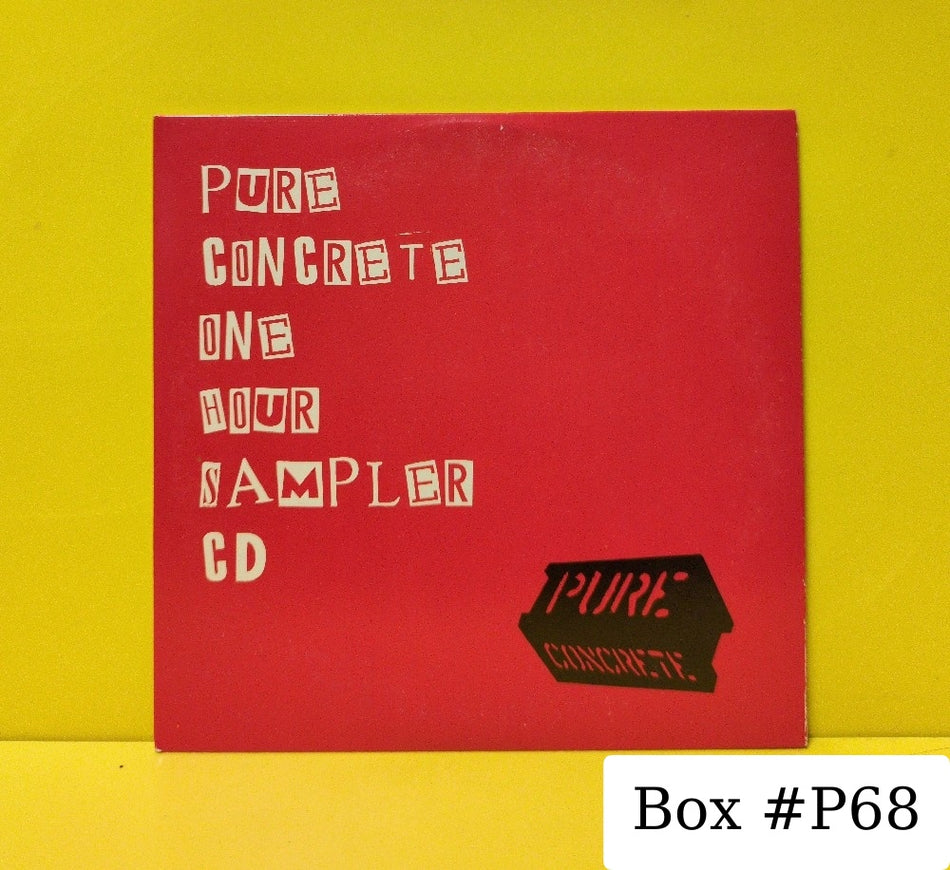 PURE
CONCRETE
ONE
HOUR
SAMPLER
CD
PURE
CONCRETE
Box #P68